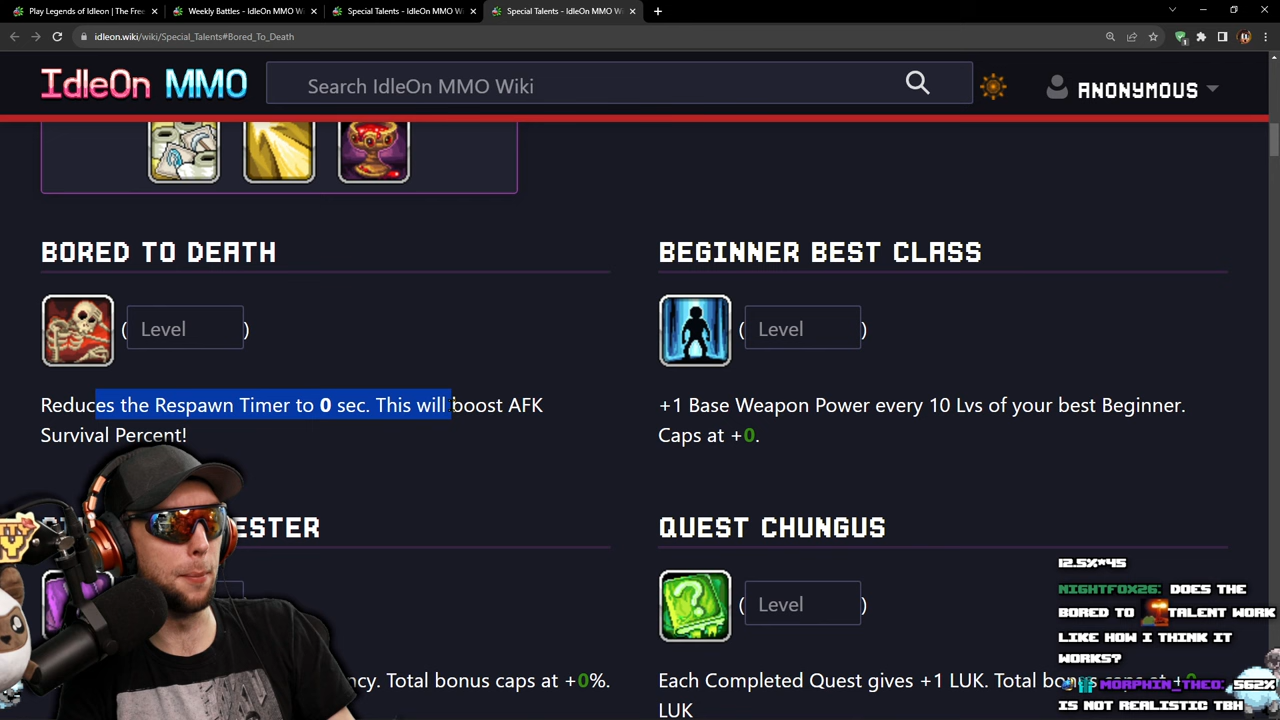 Play Legends of Idleon | The Free
Weekly Battles - IdleOn MMO W
Special Talents - IdleOn MMO W
Special Talents - IdleOn MMO W
idleon.wiki/wiki/Special_Talents#Bored_To_Death
IdleOn MMO
Search IdleOn MMO Wiki
ANONYMOUS
BORED TO DEATH
BEGINNER BEST CLASS
( Level )
( Level )
Reduces the Respawn Timer to 0 sec. This will boost AFK
Survival Percent!
+1 Base Weapon Power every 10 Lvs of your best Beginner.
Caps at +0.
ESTER
QUEST CHUNGUS
( Level )
ncy. Total bonus caps at +0%.
Each Completed Quest gives +1 LUK. Total bonus caps at +
LUK
12.5X*45
NIGHTFOX26: DOES THE
BORED TO TALENT WORK
LIKE HOW I THINK IT
WORKS?
MORPHIN_THEO: 562X
IS NOT REALISTIC TBH